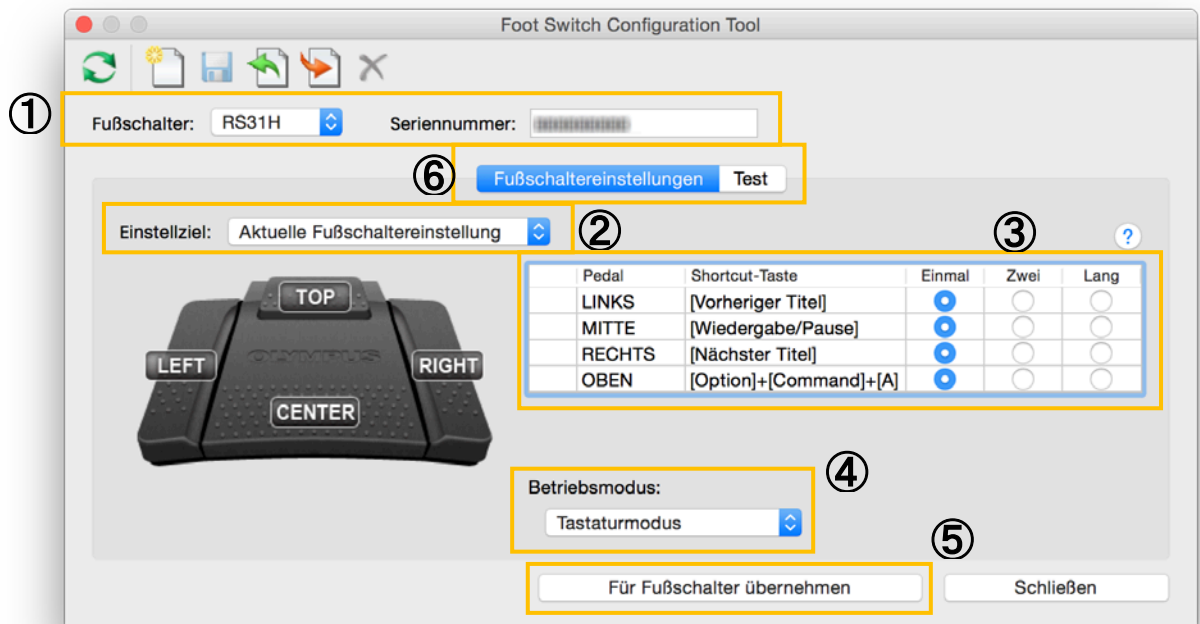 Foot Switch Configuration Tool
① Fußschalter: RS31H Seriennummer:
⑥ Fußschaltereinstellungen Test
Einstellziel: Aktuelle Fußschaltereinstellung ② ③ ?
Pedal Shortcut-Taste Einmal Zwei Lang
LINKS [Vorheriger Titel]
MITTE [Wiedergabe/Pause]
RECHTS [Nächster Titel]
OBEN [Option]+[Command]+[A]
TOP
OLYMPUS
LEFT RIGHT
CENTER
Betriebsmodus: ④
Tastaturmodus
⑤
Für Fußschalter übernehmen Schließen